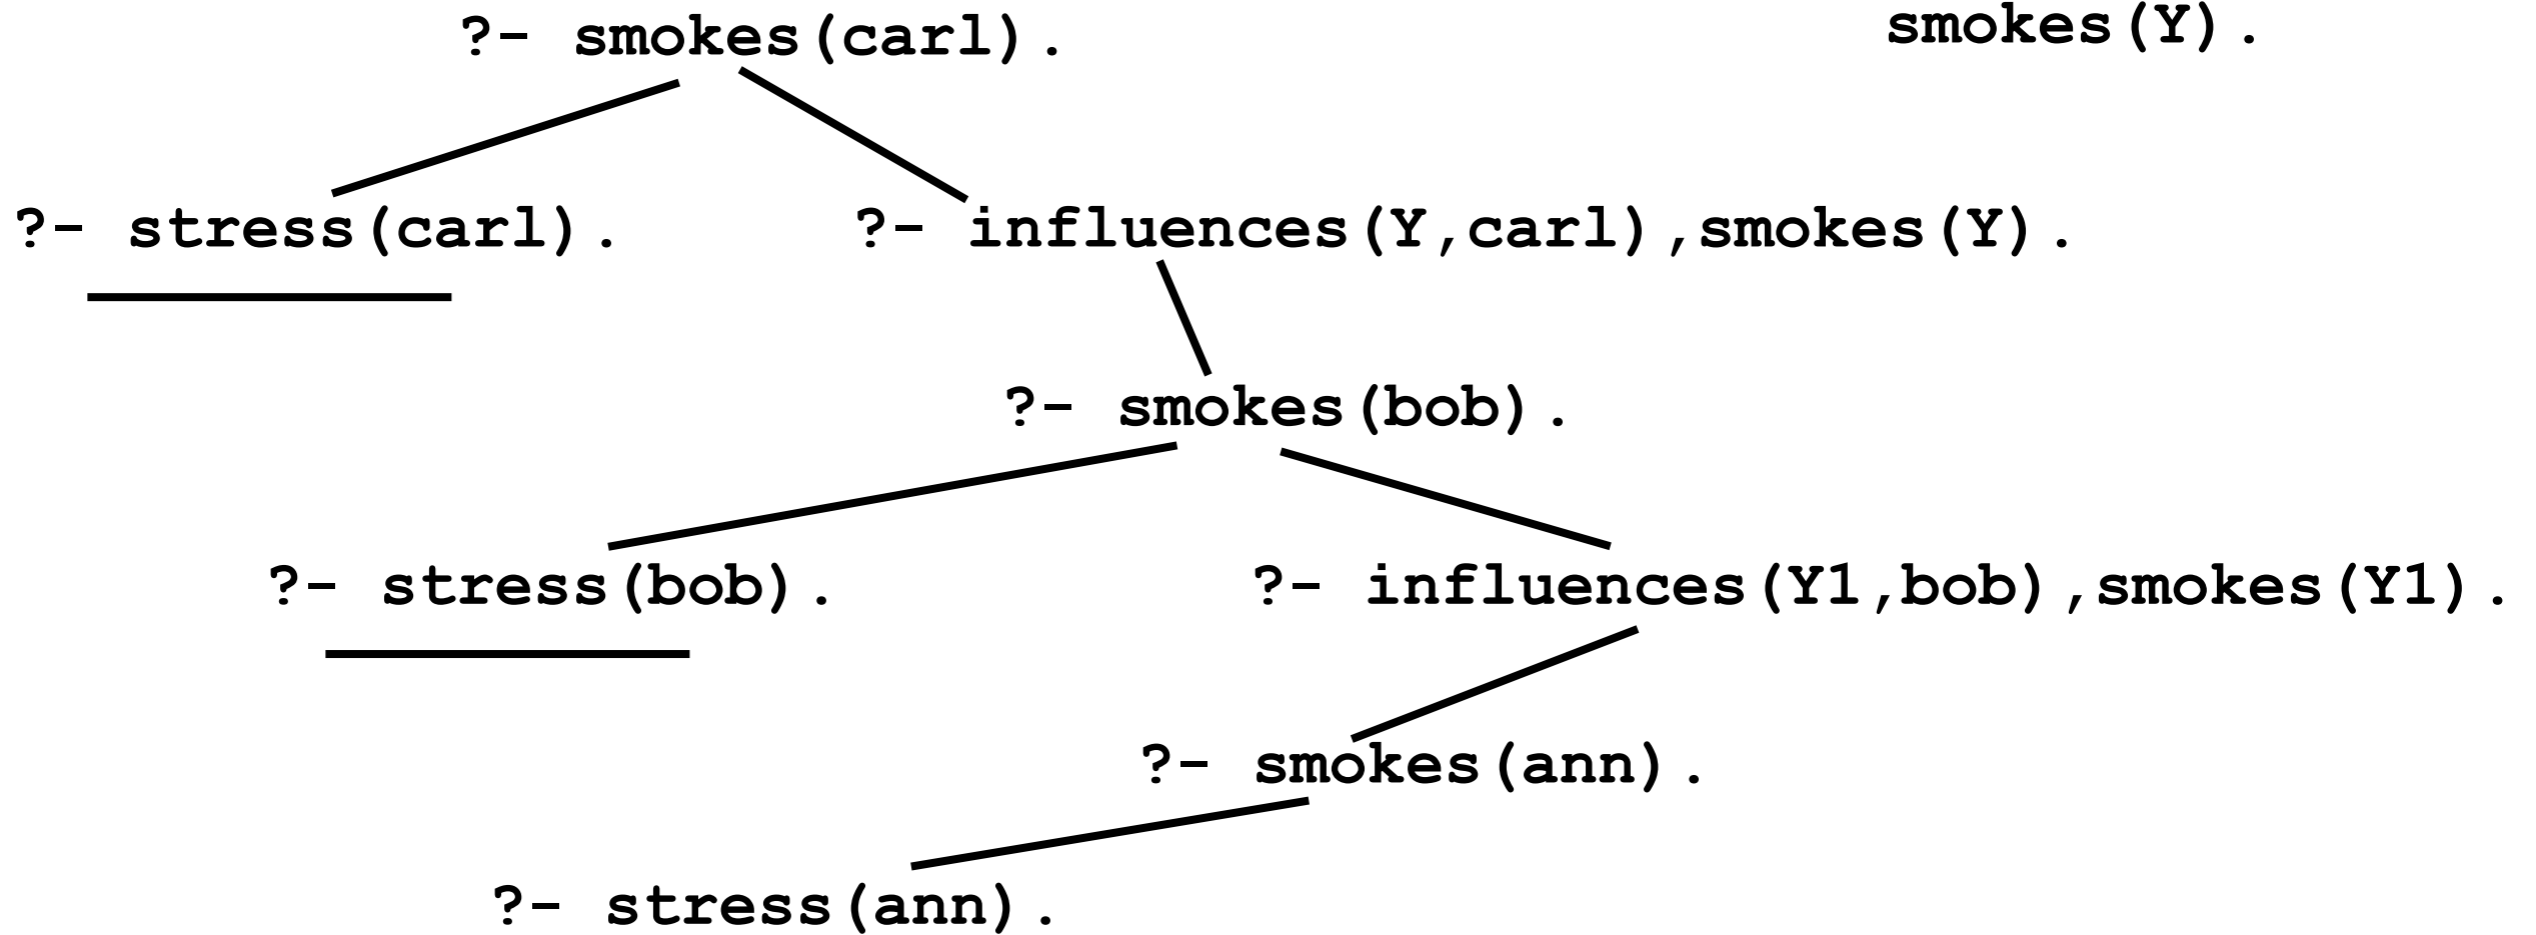 ?- smokes(carl).
smokes(Y).
?- stress(carl).
?- influences(Y,carl),smokes(Y).
?- smokes(bob).
?- stress(bob).
?- influences(Y1,bob),smokes(Y1).
?- smokes(ann).
?- stress(ann).